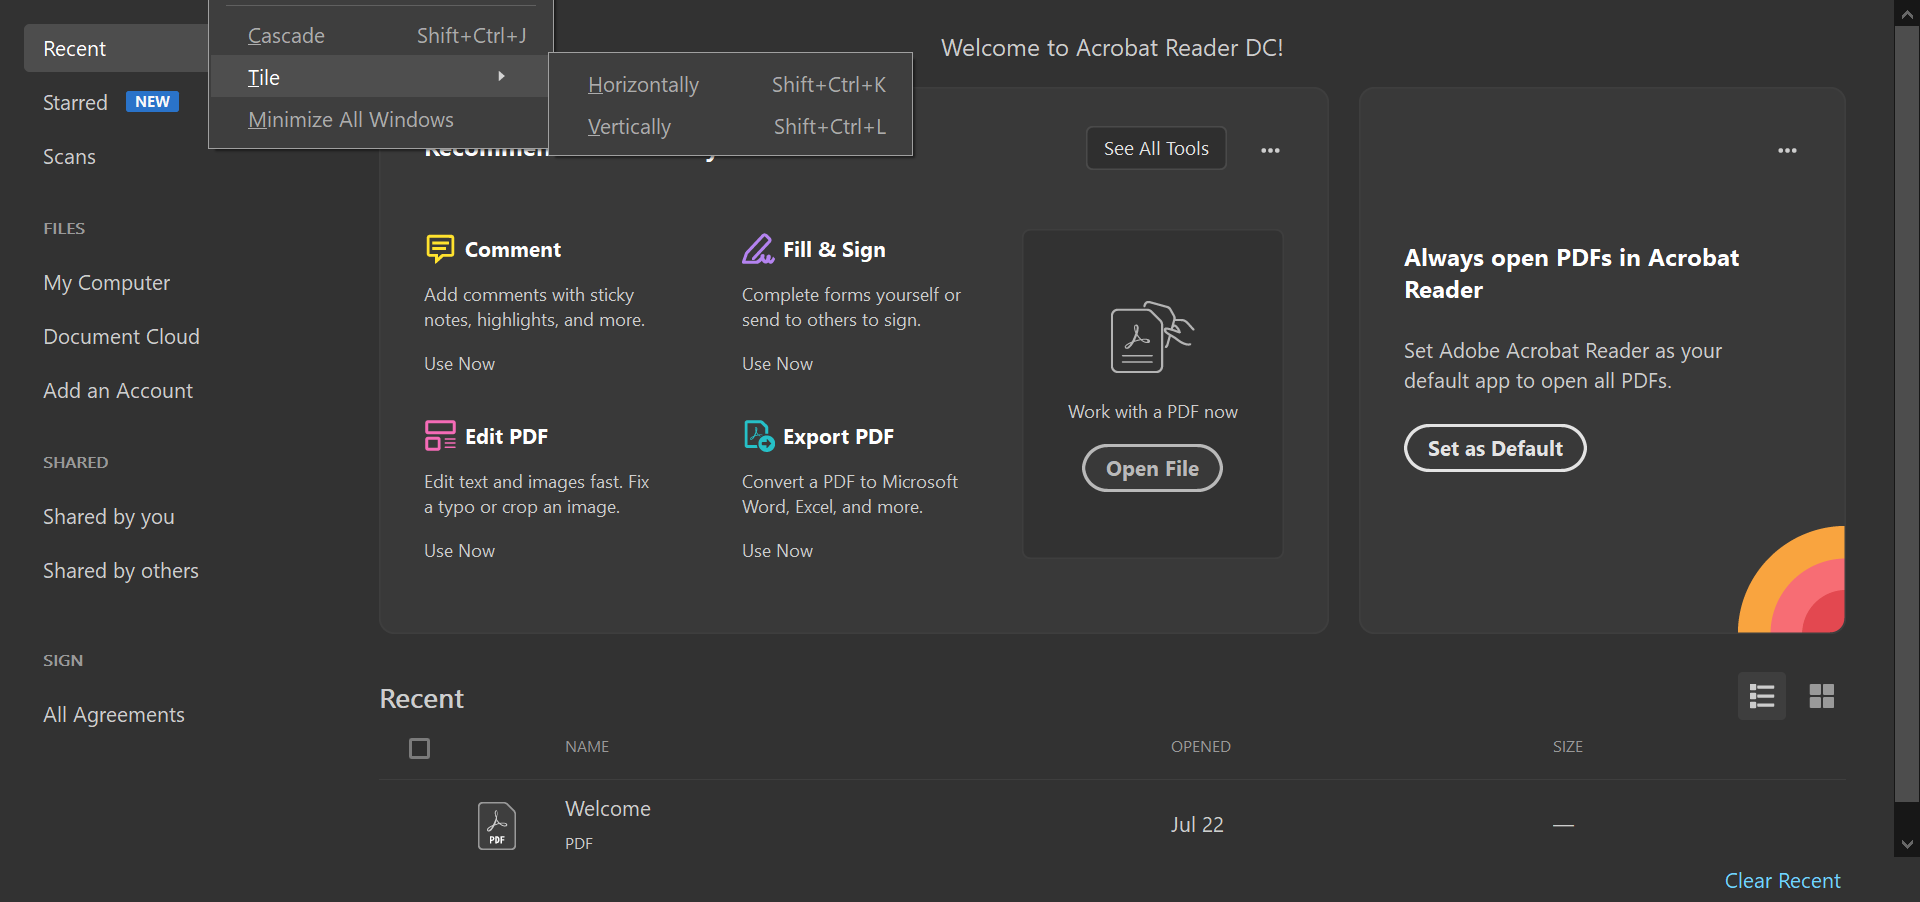 Cascade Shift+Ctrl+J
Tile
Minimize All Windows
Horizontally Shift+Ctrl+K
Vertically Shift+Ctrl+L
Recent
Starred NEW
Scans
FILES
My Computer
Document Cloud
Add an Account
SHARED
Shared by you
Shared by others
SIGN
All Agreements
Welcome to Acrobat Reader DC!
See All Tools
Comment
Add comments with sticky
notes, highlights, and more.
Use Now
Fill & Sign
Complete forms yourself or
send to others to sign.
Use Now
Edit PDF
Edit text and images fast. Fix
a typo or crop an image.
Use Now
Export PDF
Convert a PDF to Microsoft
Word, Excel, and more.
Use Now
Work with a PDF now
Open File
Always open PDFs in Acrobat
Reader
Set Adobe Acrobat Reader as your
default app to open all PDFs.
Set as Default
Recent
NAME OPENED SIZE
Welcome
PDF
PDF
Jul 22 —
Clear Recent